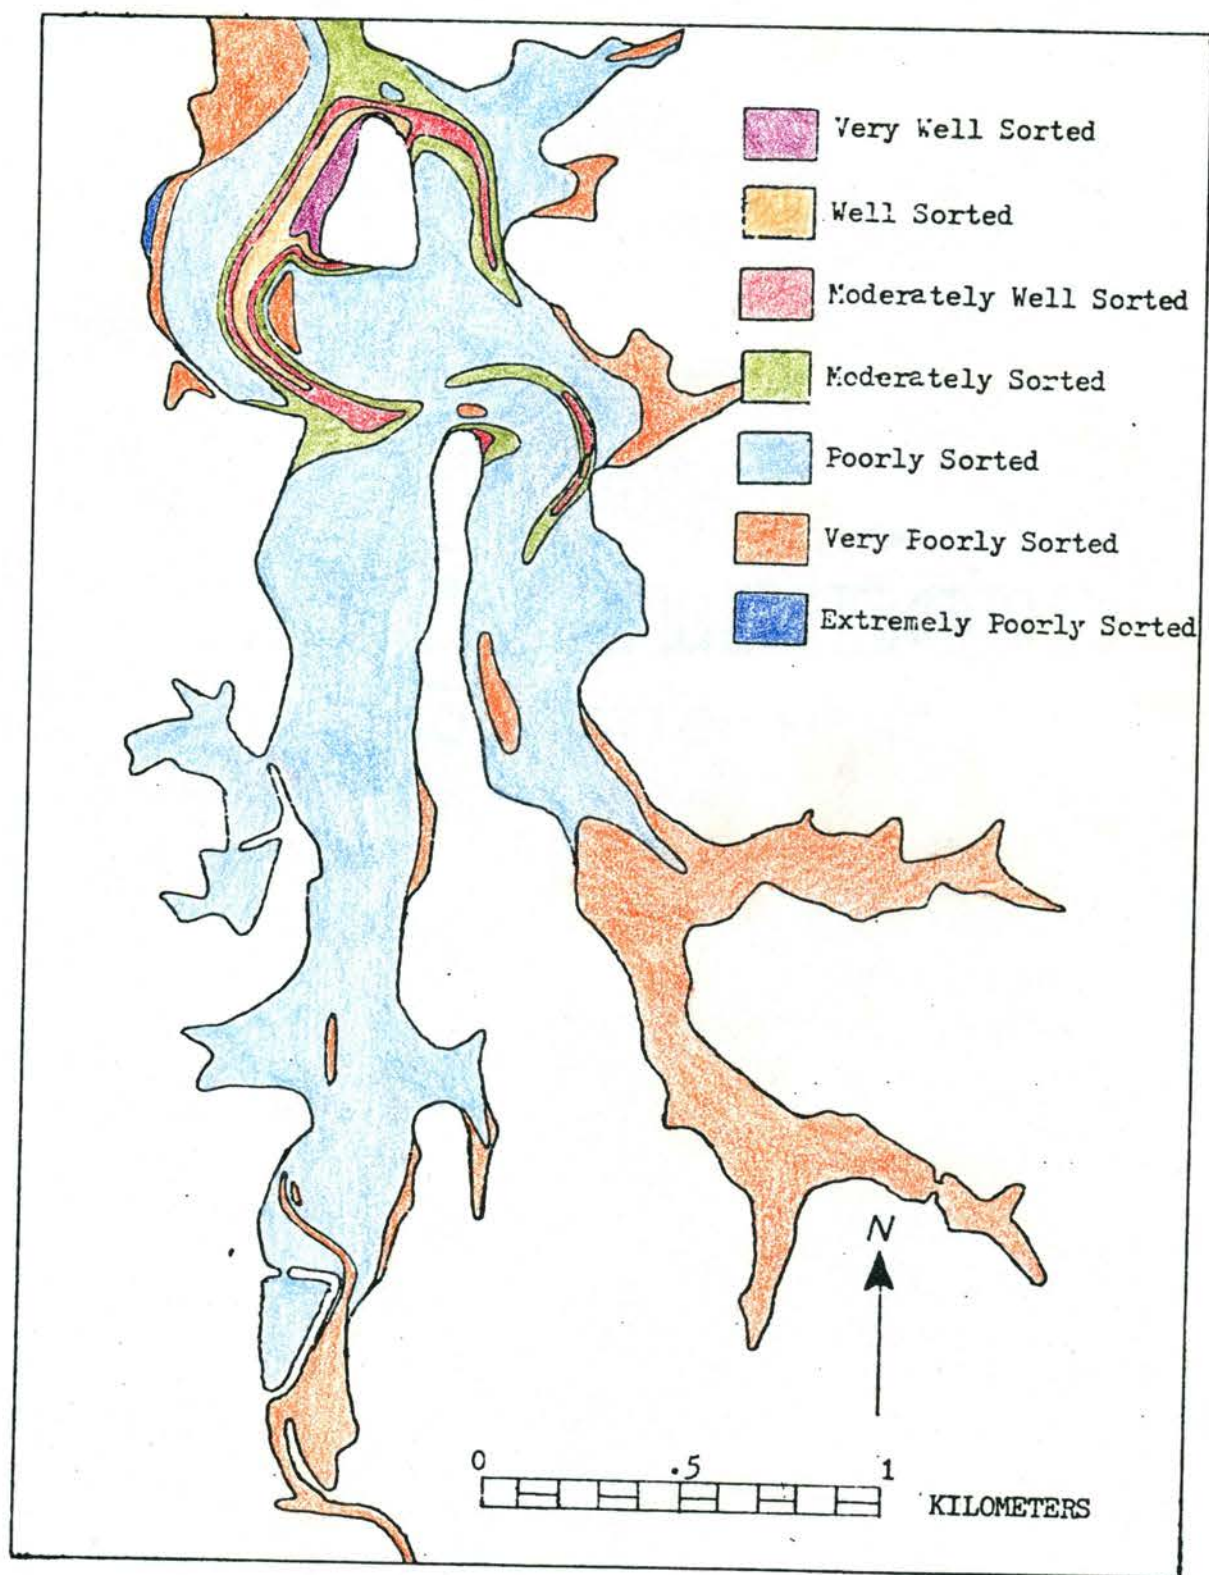 Very Well Sorted
Well Sorted
Moderately Well Sorted
Moderately Sorted
Poorly Sorted
Very Poorly Sorted
Extremely Poorly Sorted
N
0 .5 1
KILOMETERS